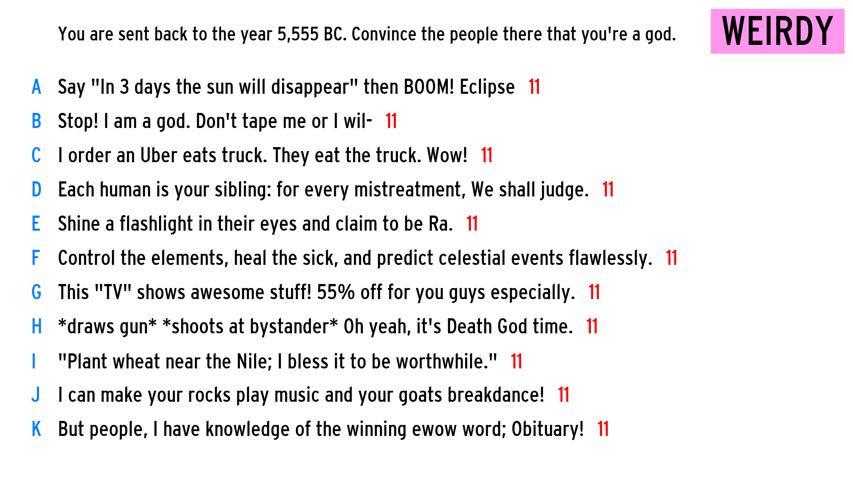 You are sent back to the year 5,555 BC. Convince the people there that you're a god.
WEIRDY
A Say "In 3 days the sun will disappear" then BOOM! Eclipse 11
B Stop! I am a god. Don't tape me or I wil- 11
C I order an Uber eats truck. They eat the truck. Wow! 11
D Each human is your sibling: for every mistreatment, We shall judge. 11
E Shine a flashlight in their eyes and claim to be Ra. 11
F Control the elements, heal the sick, and predict celestial events flawlessly. 11
G This "TV" shows awesome stuff! 55% off for you guys especially. 11
H *draws gun* *shoots at bystander* Oh yeah, it's Death God time. 11
I "Plant wheat near the Nile; I bless it to be worthwhile." 11
J I can make your rocks play music and your goats breakdance! 11
K But people, I have knowledge of the winning ewow word; Obituary! 11